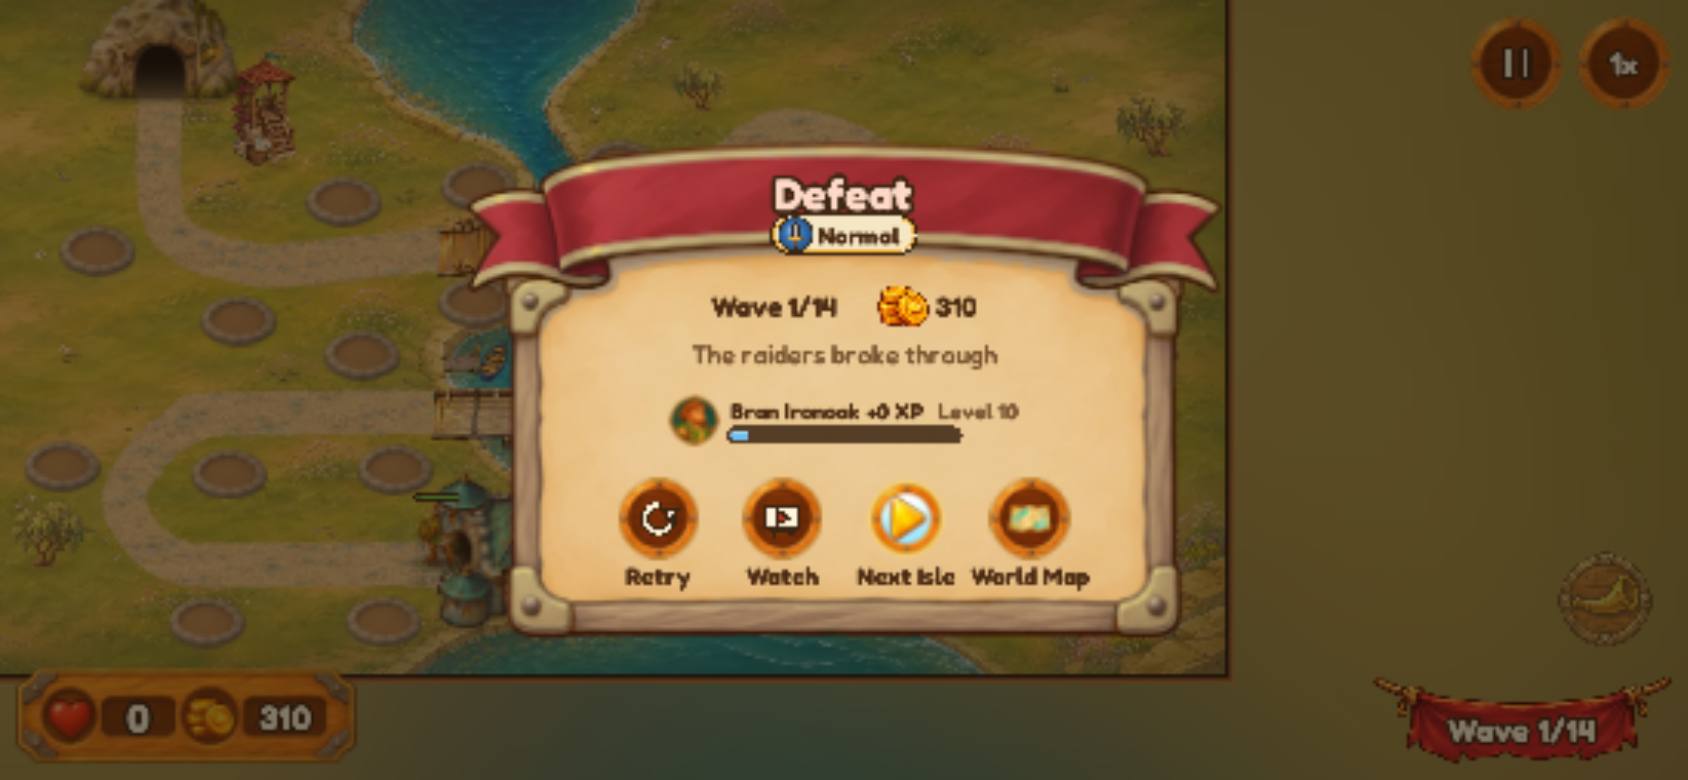 1x
Defeat
Normal
Wave 1/14
310
The raiders broke through
Bran Ironoak +0 XP Level 10
Retry
Watch
Next Isle
World Map
0
310
Wave 1/14